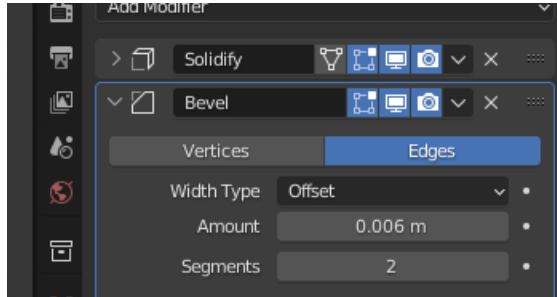 Add Modifier
Solidify
Bevel
Vertices Edges
Width Type Offset
Amount 0.006 m
Segments 2